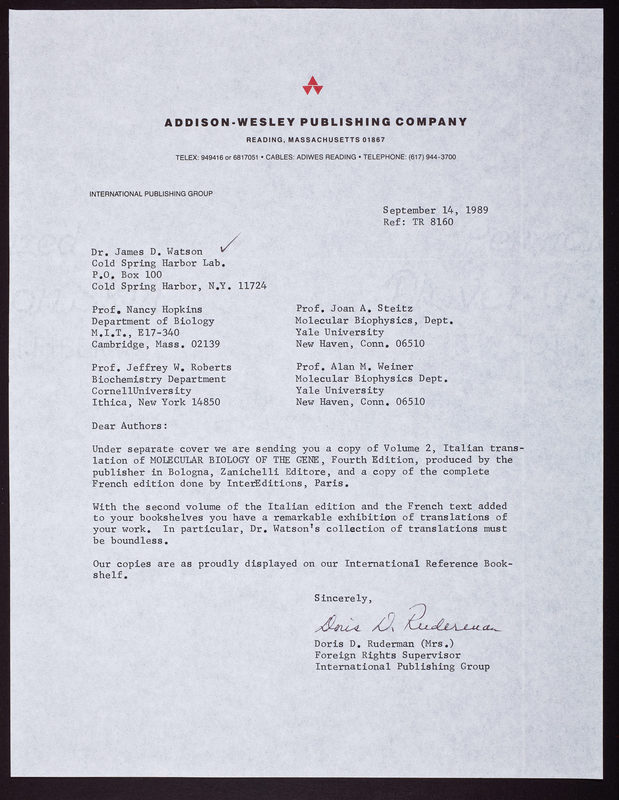 ADDISON-WESLEY PUBLISHING COMPANY
READING, MASSACHUSETTS 01867
TELEX: 949416 or 6817051 • CABLES: ADIWES READING • TELEPHONE: (617) 944-3700
INTERNATIONAL PUBLISHING GROUP
September 14, 1989
Ref: TR 8160
Dr. James D. Watson
Cold Spring Harbor Lab.
P.O. Box 100
Cold Spring Harbor, N.Y. 11724
Prof. Nancy Hopkins
Department of Biology
M.I.T., E17-340
Cambridge, Mass. 02139
Prof. Joan A. Steitz
Molecular Biophysics, Dept.
Yale University
New Haven, Conn. 06510
Prof. Jeffrey W. Roberts
Biochemistry Department
CornellUniversity
Ithica, New York 14850
Prof. Alan M. Weiner
Molecular Biophysics Dept.
Yale University
New Haven, Conn. 06510
Dear Authors:
Under separate cover we are sending you a copy of Volume 2, Italian trans-
lation of MOLECULAR BIOLOGY OF THE GENE, Fourth Edition, produced by the
publisher in Bologna, Zanichelli Editore, and a copy of the complete
French edition done by InterEditions, Paris.
With the second volume of the Italian edition and the French text added
to your bookshelves you have a remarkable exhibition of translations of
your work. In particular, Dr. Watson's collection of translations must
be boundless.
Our copies are as proudly displayed on our International Reference Book-
shelf.
Sincerely,
Doris D. Ruderman
Doris D. Ruderman (Mrs.)
Foreign Rights Supervisor
International Publishing Group